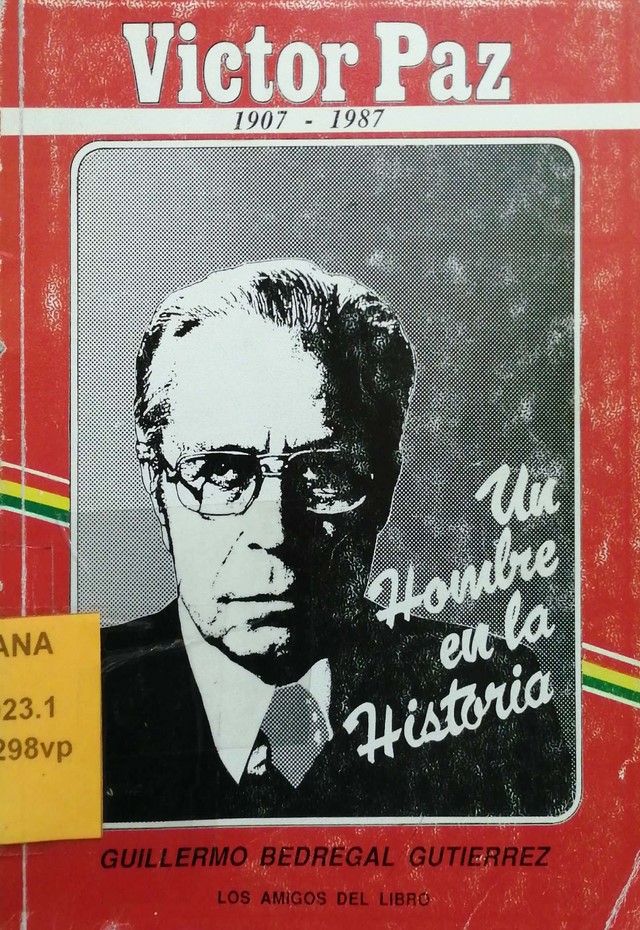 Victor Paz
1907 - 1987
Un
Hombre
en la
Historia
ANA
023.1
298vp
GUILLERMO BEDREGAL GUTIERREZ
LOS AMIGOS DEL LIBRO